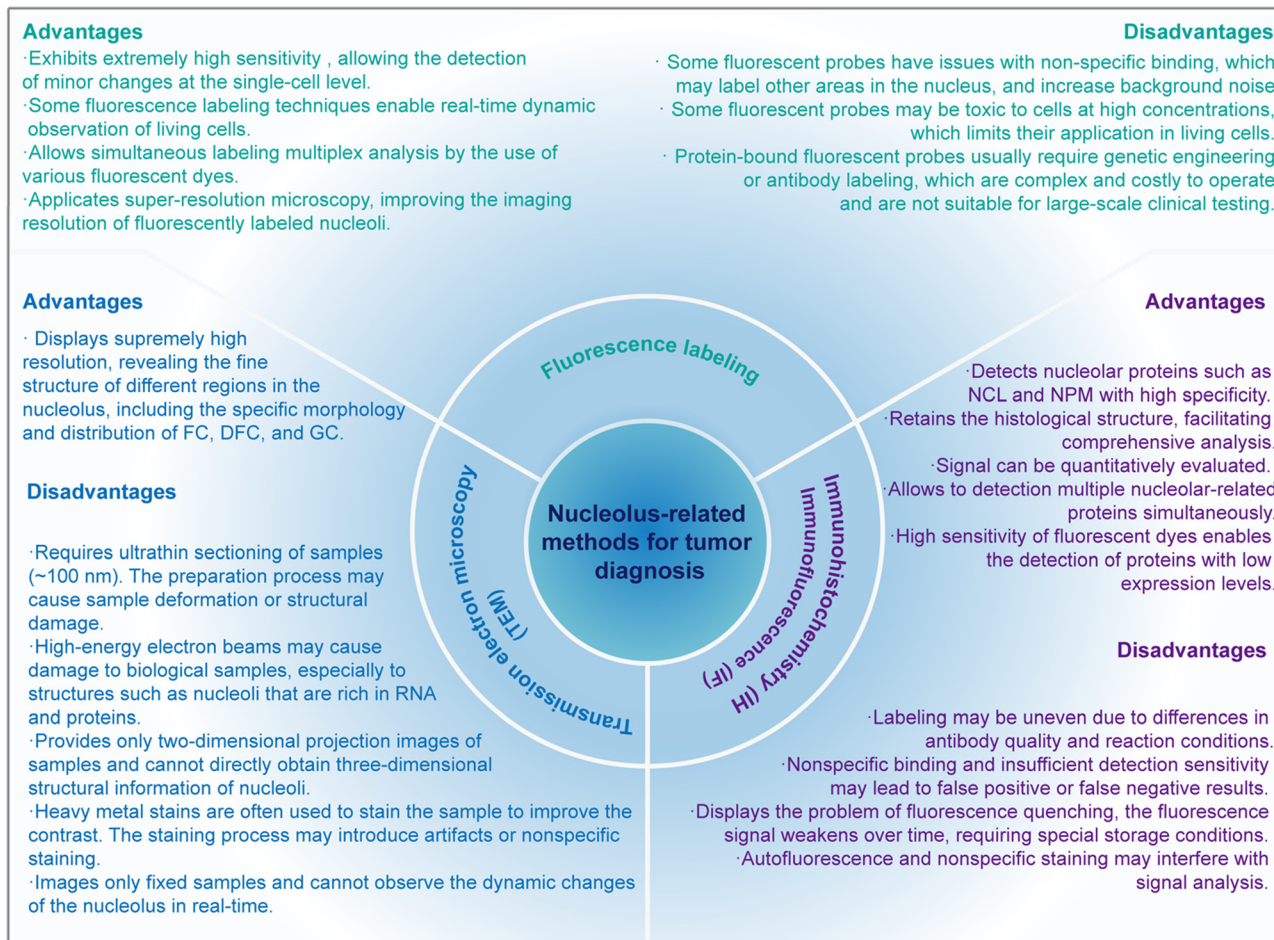 Advantages
·Exhibits extremely high sensitivity , allowing the detection
of minor changes at the single-cell level.
·Some fluorescence labeling techniques enable real-time dynamic
observation of living cells.
·Allows simultaneous labeling multiplex analysis by the use of
various fluorescent dyes.
·Applicates super-resolution microscopy, improving the imaging
resolution of fluorescently labeled nucleoli.
Disadvantages
· Some fluorescent probes have issues with non-specific binding, which
may label other areas in the nucleus, and increase background noise
· Some fluorescent probes may be toxic to cells at high concentrations,
which limits their application in living cells.
· Protein-bound fluorescent probes usually require genetic engineering
or antibody labeling, which are complex and costly to operate
and are not suitable for large-scale clinical testing.
Advantages
· Displays supremely high
resolution, revealing the fine
structure of different regions in the
nucleolus, including the specific morphology
and distribution of FC, DFC, and GC.
Disadvantages
·Requires ultrathin sectioning of samples
(~100 nm). The preparation process may
cause sample deformation or structural
damage.
·High-energy electron beams may cause
damage to biological samples, especially to
structures such as nucleoli that are rich in RNA
and proteins.
·Provides only two-dimensional projection images of
samples and cannot directly obtain three-dimensional
structural information of nucleoli.
·Heavy metal stains are often used to stain the sample to improve the
contrast. The staining process may introduce artifacts or nonspecific
staining.
·Images only fixed samples and cannot observe the dynamic changes
of the nucleolus in real-time.
Fluorescence labeling
Transmission electron microscopy
(TEM)
Nucleolus-related
methods for tumor
diagnosis
Immunohistochemistry (IH
Immunofluorescence (IF)
Advantages
·Detects nucleolar proteins such as
NCL and NPM with high specificity.
·Retains the histological structure, facilitating
comprehensive analysis.
·Signal can be quantitatively evaluated.
·Allows to detection multiple nucleolar-related
proteins simultaneously.
·High sensitivity of fluorescent dyes enables
the detection of proteins with low
expression levels.
Disadvantages
·Labeling may be uneven due to differences in
antibody quality and reaction conditions.
·Nonspecific binding and insufficient detection sensitivity
may lead to false positive or false negative results.
·Displays the problem of fluorescence quenching, the fluorescence
signal weakens over time, requiring special storage conditions.
·Autofluorescence and nonspecific staining may interfere with
signal analysis.